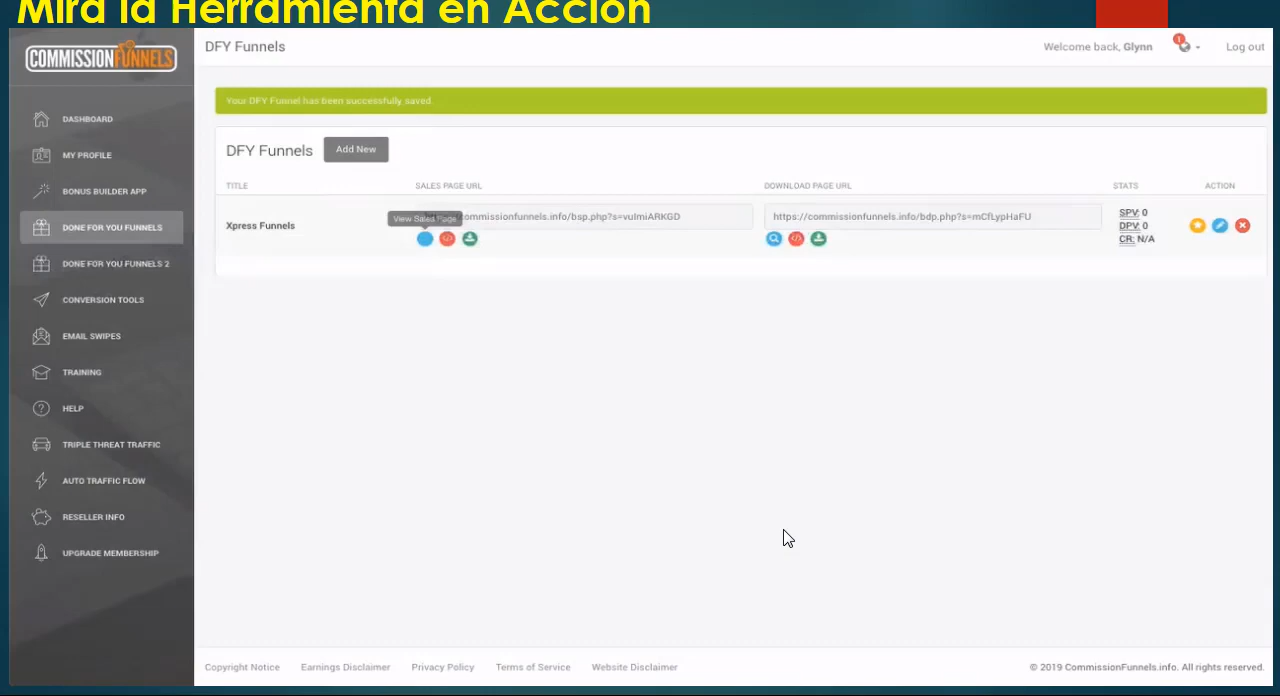 Mira la Herramienta en Acción
COMMISSIONFUNNELS
DFY Funnels
Welcome back, Glynn
1
Log out
DASHBOARD
MY PROFILE
BONUS BUILDER APP
DONE FOR YOU FUNNELS
DONE FOR YOU FUNNELS 2
CONVERSION TOOLS
EMAIL SWIPES
TRAINING
HELP
TRIPLE THREAT TRAFFIC
AUTO TRAFFIC FLOW
RESELLER INFO
UPGRADE MEMBERSHIP
Your DFY Funnel has been successfully saved.
DFY Funnels Add New
TITLE SALES PAGE URL DOWNLOAD PAGE URL STATS ACTION
View Sales Page
Xpress Funnels
commissionfunnels.info/bsp.php?s=vuImiARKGD
https://commissionfunnels.info/bdp.php?s=mCfLypHaFU
SPV: 0
DPV: 0
CR: N/A
Copyright Notice Earnings Disclaimer Privacy Policy Terms of Service Website Disclaimer
© 2019 CommissionFunnels.info. All rights reserved.